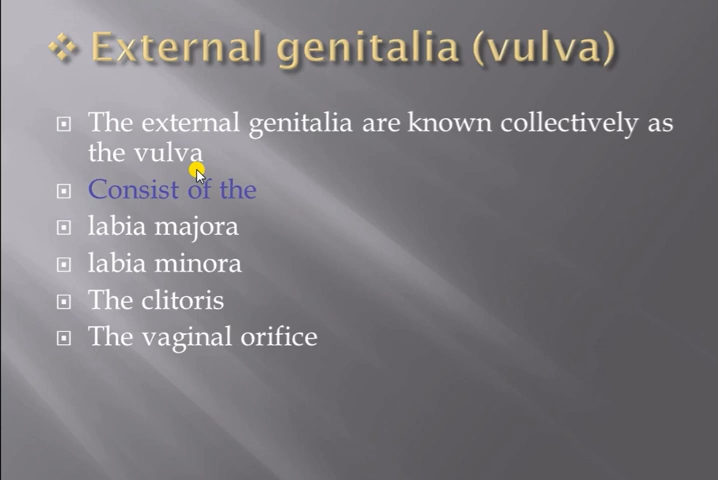 External genitalia (vulva)
The external genitalia are known collectively as
the vulva
Consist of the
labia majora
labia minora
The clitoris
The vaginal orifice